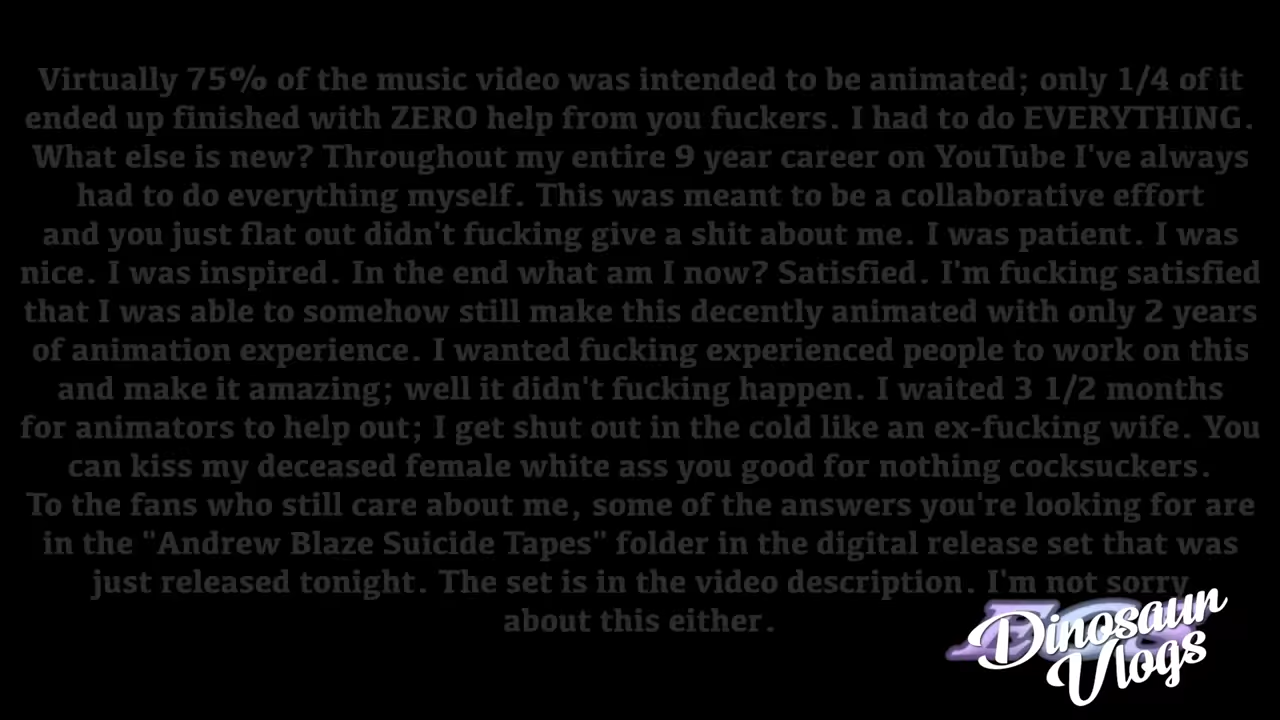 Virtually 75% of the music video was intended to be animated; only 1/4 of it
ended up finished with ZERO help from you fuckers. I had to do EVERYTHING.
What else is new? Throughout my entire 9 year career on YouTube I've always
had to do everything myself. This was meant to be a collaborative effort
and you just flat out didn't fucking give a shit about me. I was patient. I was
nice. I was inspired. In the end what am I now? Satisfied. I'm fucking satisfied
that I was able to somehow still make this decently animated with only 2 years
of animation experience. I wanted fucking experienced people to work on this
and make it amazing; well it didn't fucking happen. I waited 3 1/2 months
for animators to help out; I get shut out in the cold like an ex-fucking wife. You
can kiss my deceased female white ass you good for nothing cocksuckers.
To the fans who still care about me, some of the answers you're looking for are
in the "Andrew Blaze Suicide Tapes" folder in the digital release set that was
just released tonight. The set is in the video description. I'm not sorry
about this either.
Dinosaur
Vlogs